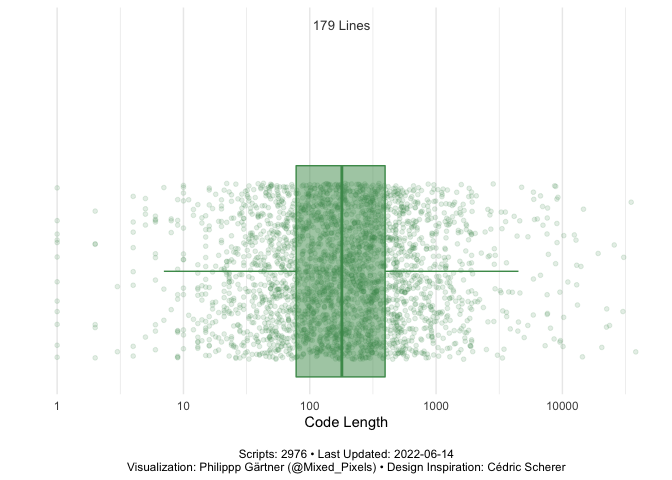 179 Lines
1 10 100 1000 10000
Code Length
Scripts: 2976 • Last Updated: 2022-06-14
Visualization: Philippp Gärtner (@Mixed_Pixels) • Design Inspiration: Cédric Scherer